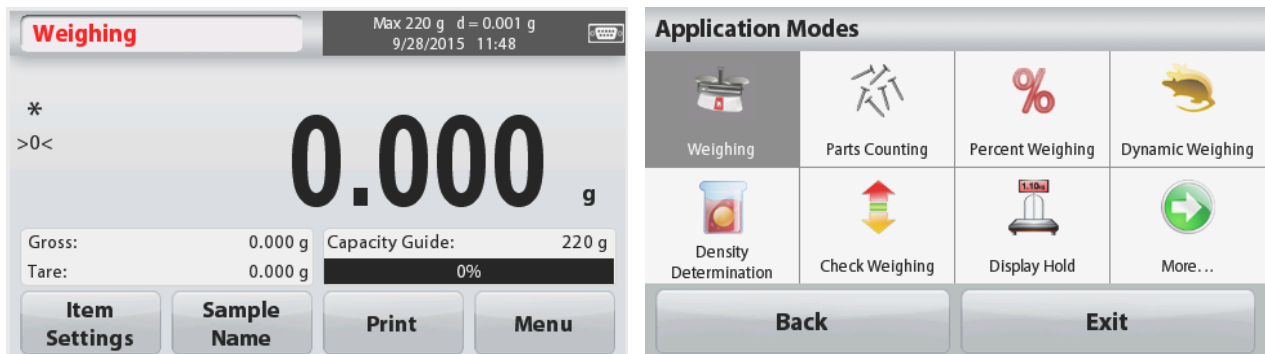 Weighing
Max 220 g d = 0.001 g
9/28/2015 11:48
*
>0<
0.000 g
Gross: 0.000 g
Tare: 0.000 g
Capacity Guide: 220 g
0%
Item
Settings
Sample
Name
Print
Menu
Application Modes
Weighing
Parts Counting
Percent Weighing
Dynamic Weighing
%
1.10kg
Density
Determination
Check Weighing
Display Hold
More...
Back
Exit